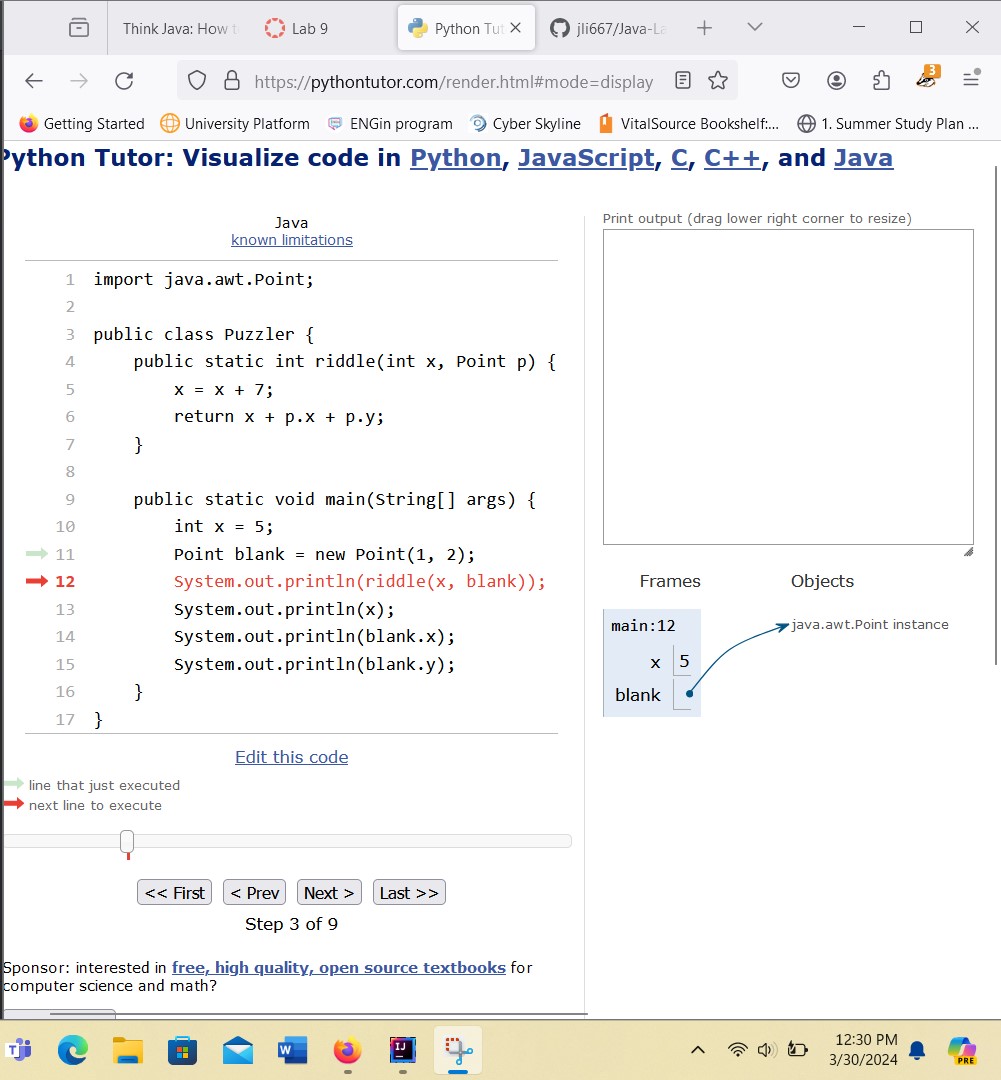 Think Java: How t
Lab 9
Python Tut
jli667/Java-La
https://pythontutor.com/render.html#mode=display
3
Getting Started
University Platform
ENGin program
Cyber Skyline
VitalSource Bookshelf:...
1. Summer Study Plan ...
Python Tutor: Visualize code in Python, JavaScript, C, C++, and Java
Java
known limitations
1 import java.awt.Point;
2
3 public class Puzzler {
4 public static int riddle(int x, Point p) {
5 x = x + 7;
6 return x + p.x + p.y;
7 }
8
9 public static void main(String[] args) {
10 int x = 5;
11 Point blank = new Point(1, 2);
12 System.out.println(riddle(x, blank));
13 System.out.println(x);
14 System.out.println(blank.x);
15 System.out.println(blank.y);
16 }
17 }
Edit this code
line that just executed
next line to execute
<< First
< Prev
Next >
Last >>
Step 3 of 9
Sponsor: interested in free, high quality, open source textbooks for
computer science and math?
Print output (drag lower right corner to resize)
Frames
Objects
main:12
x 5
blank
java.awt.Point instance
12:30 PM
3/30/2024
PRE